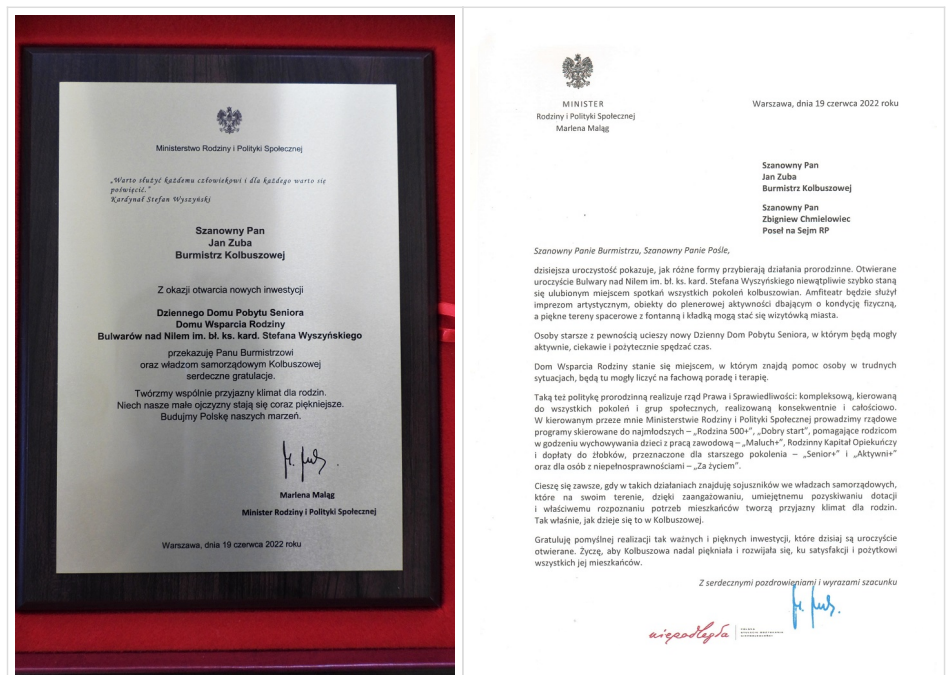 Ministerstwo Rodziny i Polityki Społecznej
„Warto służyć każdemu człowiekowi i dla każdego warto się
poświęcić."
Kardynał Stefan Wyszyński
Szanowny Pan
Jan Zuba
Burmistrz Kolbuszowej
Z okazji otwarcia nowych inwestycji
Dziennego Domu Pobytu Seniora
Domu Wsparcia Rodziny
Bulwarów nad Nilem im. bł. ks. kard. Stefana Wyszyńskiego
przekazuję Panu Burmistrzowi
oraz władzom samorządowym Kolbuszowej
serdeczne gratulacje.
Twórzmy wspólnie przyjazny klimat dla rodzin.
Niech nasze małe ojczyzny stają się coraz piękniejsze.
Budujmy Polskę naszych marzeń.
Marlena Maląg
Minister Rodziny i Polityki Społecznej
Warszawa, dnia 19 czerwca 2022 roku
MINISTER
Rodziny i Polityki Społecznej
Marlena Maląg
Warszawa, dnia 19 czerwca 2022 roku
Szanowny Pan
Jan Zuba
Burmistrz Kolbuszowej
Szanowny Pan
Zbigniew Chmielowiec
Poseł na Sejm RP
Szanowny Panie Burmistrzu, Szanowny Panie Pośle,
dzisiejsza uroczystość pokazuje, jak różne formy przybierają działania prorodzinne. Otwierane
uroczyście Bulwary nad Nilem im. bł. ks. kard. Stefana Wyszyńskiego niewątpliwie szybko staną
się ulubionym miejscem spotkań wszystkich pokoleń kolbuszowian. Amfiteatr będzie służył
imprezom artystycznym, obiekty do plenerowej aktywności dbającym o kondycję fizyczną,
a piękne tereny spacerowe z fontanną i kładką mogą stać się wizytówką miasta.
Osoby starsze z pewnością ucieszy nowy Dzienny Dom Pobytu Seniora, w którym będą mogły
aktywnie, ciekawie i pożytecznie spędzać czas.
Dom Wsparcia Rodziny stanie się miejscem, w którym znajdą pomoc osoby w trudnych
sytuacjach, będą tu mogły liczyć na fachową poradę i terapię.
Taką też politykę prorodzinną realizuje rząd Prawa i Sprawiedliwości: kompleksową, kierowaną
do wszystkich pokoleń i grup społecznych, realizowaną konsekwentnie i całościowo.
W kierowanym przeze mnie Ministerstwie Rodziny i Polityki Społecznej prowadzimy rządowe
programy skierowane do najmłodszych – „Rodzina 500+", „Dobry start", pomagające rodzicom
w godzeniu wychowywania dzieci z pracą zawodową – „Maluch+", Rodzinny Kapitał Opiekuńczy
i dopłaty do żłobków, przeznaczone dla starszego pokolenia – „Senior+" i „Aktywni+"
oraz dla osób z niepełnosprawnościami – „Za życiem".
Cieszę się zawsze, gdy w takich działaniach znajduję sojuszników we władzach samorządowych,
które na swoim terenie, dzięki zaangażowaniu, umiejętnemu pozyskiwaniu dotacji
i właściwemu rozpoznaniu potrzeb mieszkańców tworzą przyjazny klimat dla rodzin.
Tak właśnie, jak dzieje się to w Kolbuszowej.
Gratuluję pomyślnej realizacji tak ważnych i pięknych inwestycji, które dzisiaj są uroczyście
otwierane. Życzę, aby Kolbuszowa nadal piękniała i rozwijała się, ku satysfakcji i pożytkowi
wszystkich jej mieszkańców.
Z serdecznymi pozdrowieniami i wyrazami szacunku
niepodległa